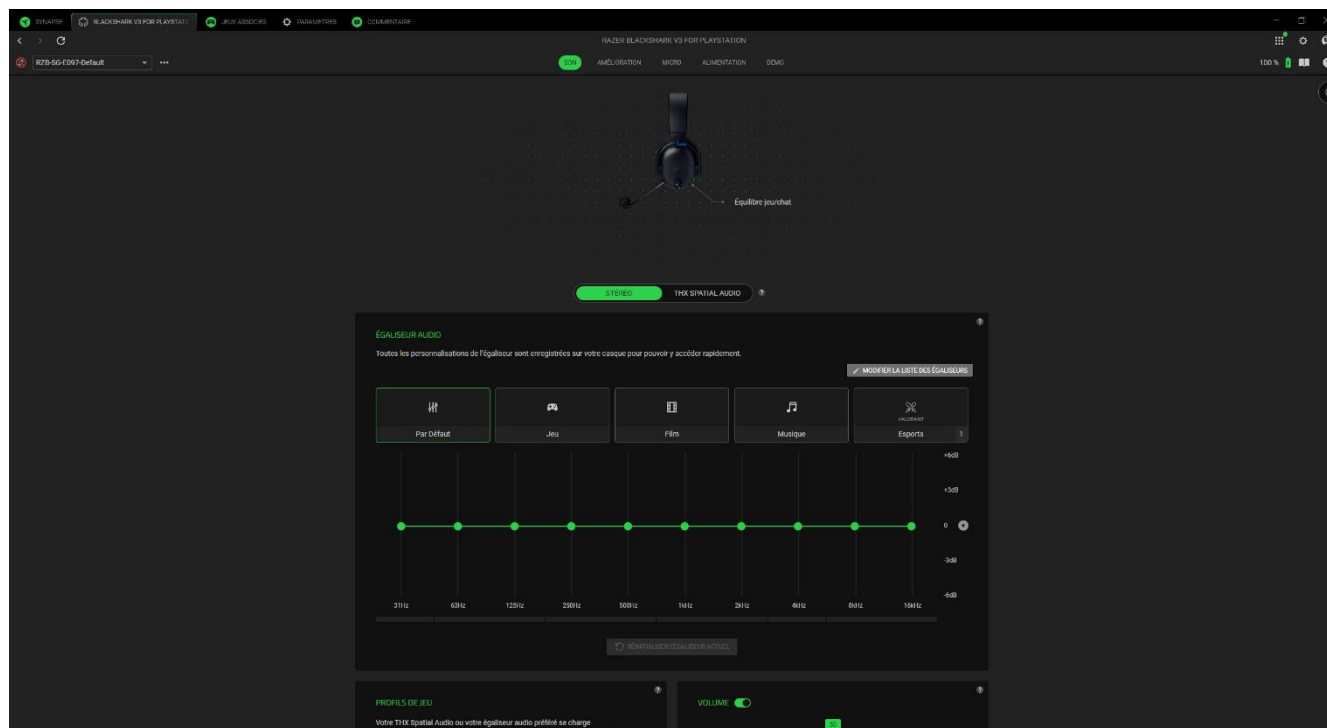 SYNAPSE BLACKSHARK V3 FOR PLAYSTATI JEUX ASSOCIÉS PARAMÈTRES COMMENTAIRE
RAZER BLACKSHARK V3 FOR PLAYSTATION
RZB-SG-E097-Default SON AMÉLIORATION MICRO ALIMENTATION DEMO 100 %
Équilibre jeu/chat
STÉRÉO THX SPATIAL AUDIO ?
?
ÉGALISEUR AUDIO
Toutes les personnalisations de l'égaliseur sont enregistrées sur votre casque pour pouvoir y accéder rapidement.
MODIFIER LA LISTE DES ÉGALISEURS
VALORANT
Par Défaut Jeu Film Musique Esports 1
+6dB
+3dB
0
-3dB
-6dB
31Hz 63Hz 125Hz 250Hz 500Hz 1kHz 2kHz 4kHz 8kHz 16kHz
RÉINITIALISER L'ÉGALISEUR ACTUEL
? ?
PROFILS DE JEU VOLUME
Votre THX Spatial Audio ou votre égaliseur audio préféré se charge
50